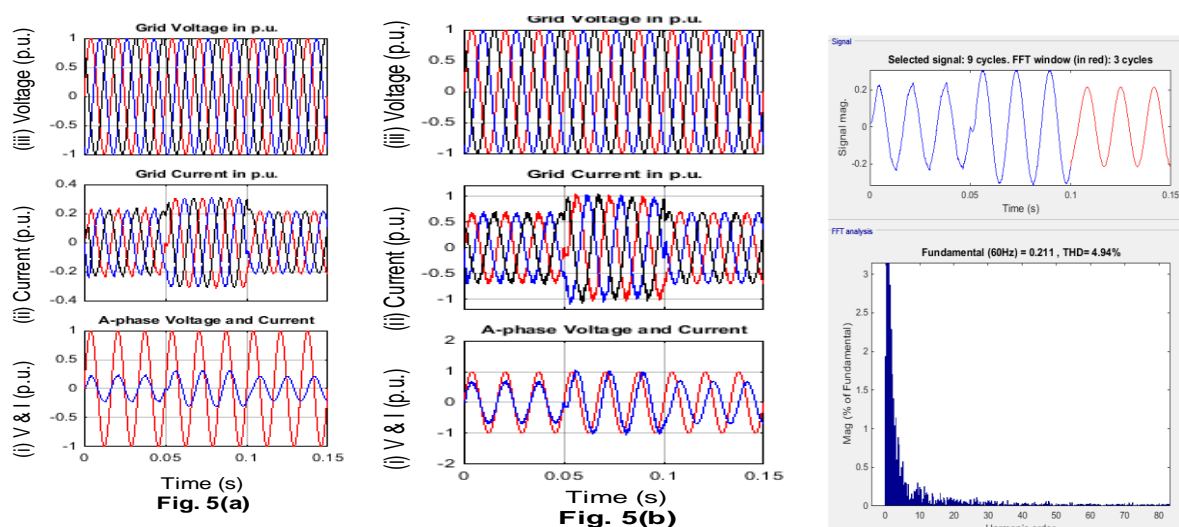 Grid Voltage in p.u.
(iii) Voltage (p.u.)
1
0.5
0
-0.5
-1
Grid Current in p.u.
(ii) Current (p.u.)
0.4
0.2
0
-0.2
-0.4
A-phase Voltage and Current
(i) V & I (p.u.)
1
0.5
0
-0.5
-1
0
0.05
0.1
0.15
Time (s)
Fig. 5(a)
Grid Voltage in p.u.
(iii) Voltage (p.u.)
1
0.5
0
-0.5
-1
Grid Current in p.u.
(ii) Current (p.u.)
1
0.5
0
-0.5
-1
A-phase Voltage and Current
(i) V & I (p.u.)
2
1
0
-1
-2
0
0.05
0.1
0.15
Time (s)
Fig. 5(b)
Signal
Selected signal: 9 cycles. FFT window (in red): 3 cycles
Signal mag.
0.2
0
-0.2
0
0.05
0.1
0.15
Time (s)
FFT analysis
Fundamental (60Hz) = 0.211 , THD= 4.94%
Mag (% of Fundamental)
3
2.5
2
1.5
1
0.5
0
0
10
20
30
40
50
60
70
80
Harmonic order